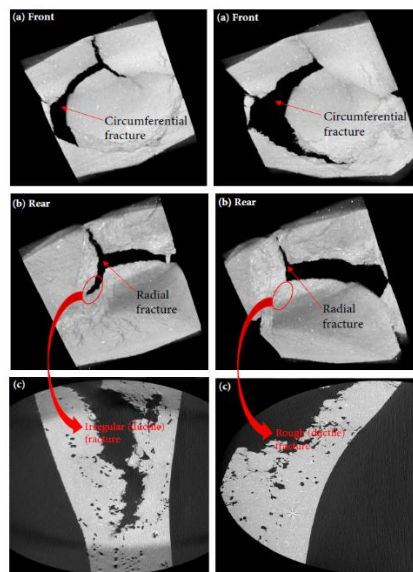 (a) Front
Circumferential
fracture
(b) Rear
Radial
fracture
(c)
Irregular (ductile)
fracture
(a) Front
Circumferential
fracture
(b) Rear
Radial
fracture
(c)
Rough (ductile)
fracture